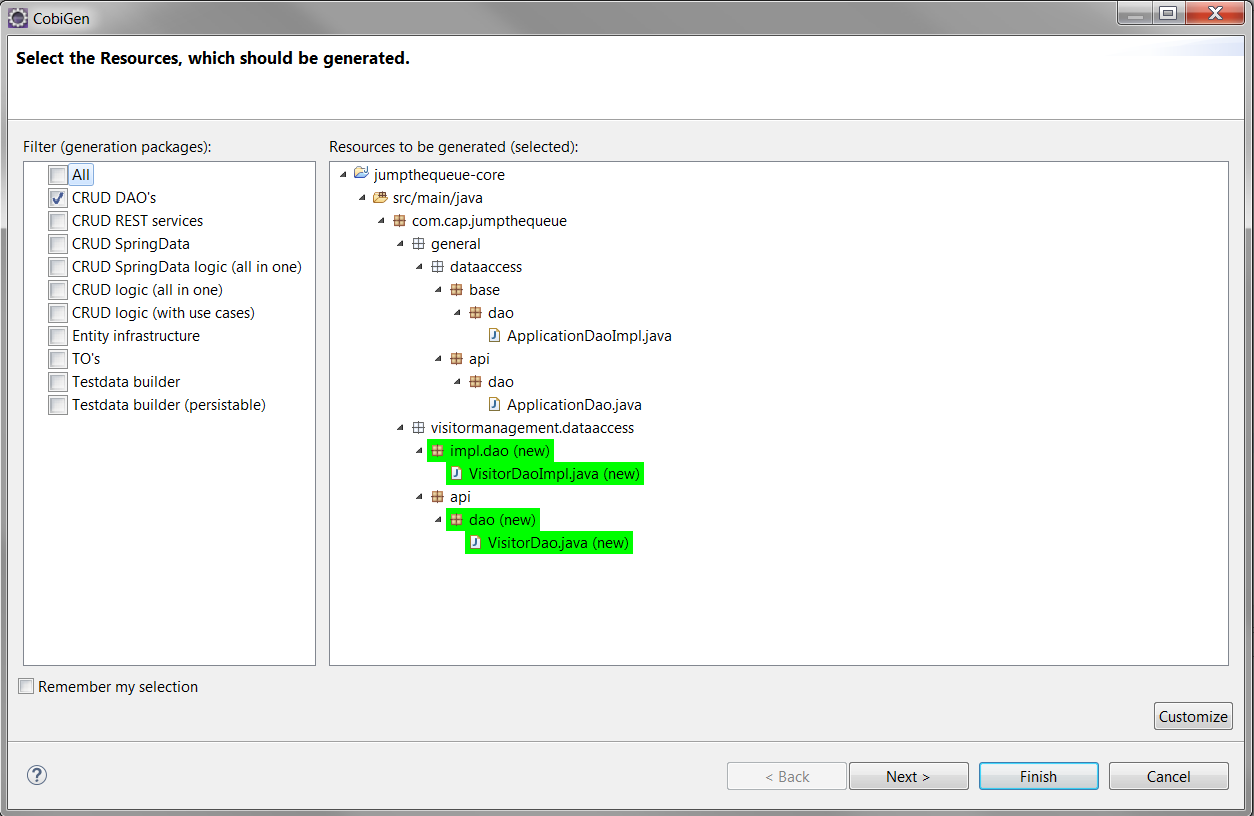 CobiGen
Select the Resources, which should be generated.
Filter (generation packages):
All
CRUD DAO's
CRUD REST services
CRUD SpringData
CRUD SpringData logic (all in one)
CRUD logic (all in one)
CRUD logic (with use cases)
Entity infrastructure
TO's
Testdata builder
Testdata builder (persistable)
Resources to be generated (selected):
jumpthequeue-core
src/main/java
com.cap.jumpthequeue
general
dataaccess
base
dao
ApplicationDaoImpl.java
api
dao
ApplicationDao.java
visitormanagement.dataaccess
impl.dao (new)
VisitorDaoImpl.java (new)
api
dao (new)
VisitorDao.java (new)
Remember my selection
Customize
?
< Back
Next >
Finish
Cancel